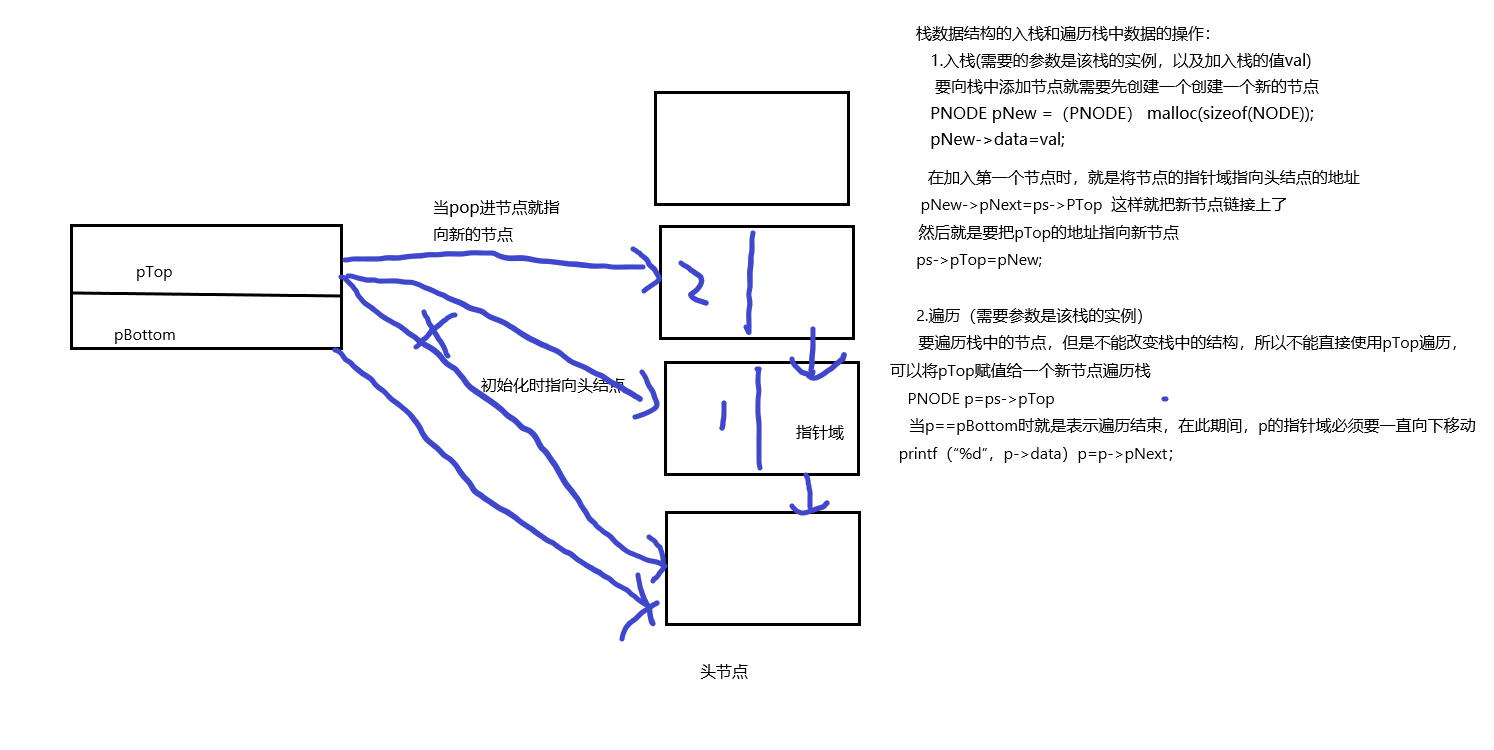 栈数据结构的入栈和遍历栈中数据的操作：
1.入栈(需要的参数是该栈的实例，以及加入栈的值val)
要向栈中添加节点就需要先创建一个创建一个新的节点
PNODE pNew =（PNODE） malloc(sizeof(NODE));
pNew->data=val;
在加入第一个节点时，就是将节点的指针域指向头结点的地址
pNew->pNext=ps->PTop 这样就把新节点链接上了
然后就是要把pTop的地址指向新节点
ps->pTop=pNew;
2.遍历（需要参数是该栈的实例）
要遍历栈中的节点，但是不能改变栈中的结构，所以不能直接使用pTop遍历，
可以将pTop赋值给一个新节点遍历栈
PNODE p=ps->pTop
当p==pBottom时就是表示遍历结束，在此期间，p的指针域必须要一直向下移动
printf（“%d”，p->data）p=p->pNext；
当pop进节点就指
向新的节点
pTop
pBottom
初始化时指向头结点
2
1
指针域
头节点